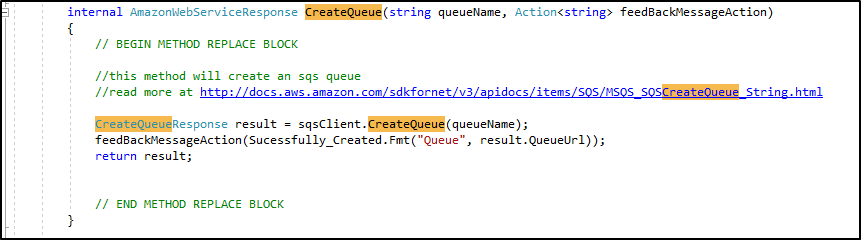 internal AmazonWebServiceResponse CreateQueue(string queueName, Action<string> feedBackMessageAction)
{
// BEGIN METHOD REPLACE BLOCK
//this method will create an sqs queue
//read more at http://docs.aws.amazon.com/sdkfornet/v3/apidocs/items/SQS/MSQS_SQSCreateQueue_String.html
CreateQueueResponse result = sqsClient.CreateQueue(queueName);
feedBackMessageAction(Sucessfully_Created.Fmt("Queue", result.QueueUrl));
return result;
// END METHOD REPLACE BLOCK
}